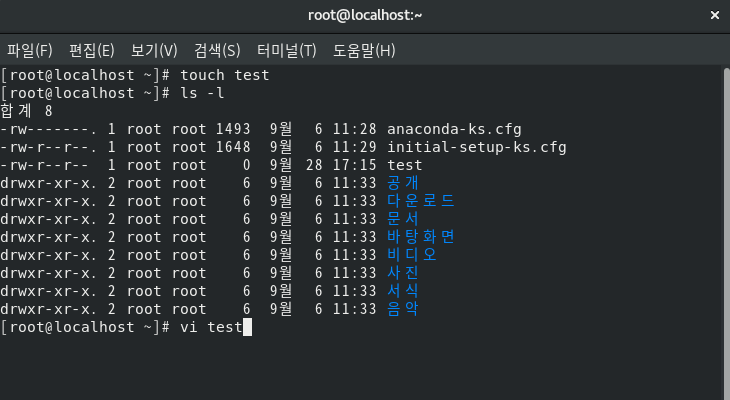 root@localhost:~ ×
파일(F) 편집(E) 보기(V) 검색(S) 터미널(T) 도움말(H)
[root@localhost ~]# touch test
[root@localhost ~]# ls -l
합계 8
-rw-------. 1 root root 1493  9월  6 11:28 anaconda-ks.cfg
-rw-r--r--. 1 root root 1648  9월  6 11:29 initial-setup-ks.cfg
-rw-r--r--  1 root root    0  9월 28 17:15 test
drwxr-xr-x. 2 root root    6  9월  6 11:33 공개
drwxr-xr-x. 2 root root    6  9월  6 11:33 다운로드
drwxr-xr-x. 2 root root    6  9월  6 11:33 문서
drwxr-xr-x. 2 root root    6  9월  6 11:33 바탕화면
drwxr-xr-x. 2 root root    6  9월  6 11:33 비디오
drwxr-xr-x. 2 root root    6  9월  6 11:33 사진
drwxr-xr-x. 2 root root    6  9월  6 11:33 서식
drwxr-xr-x. 2 root root    6  9월  6 11:33 음악
[root@localhost ~]# vi test